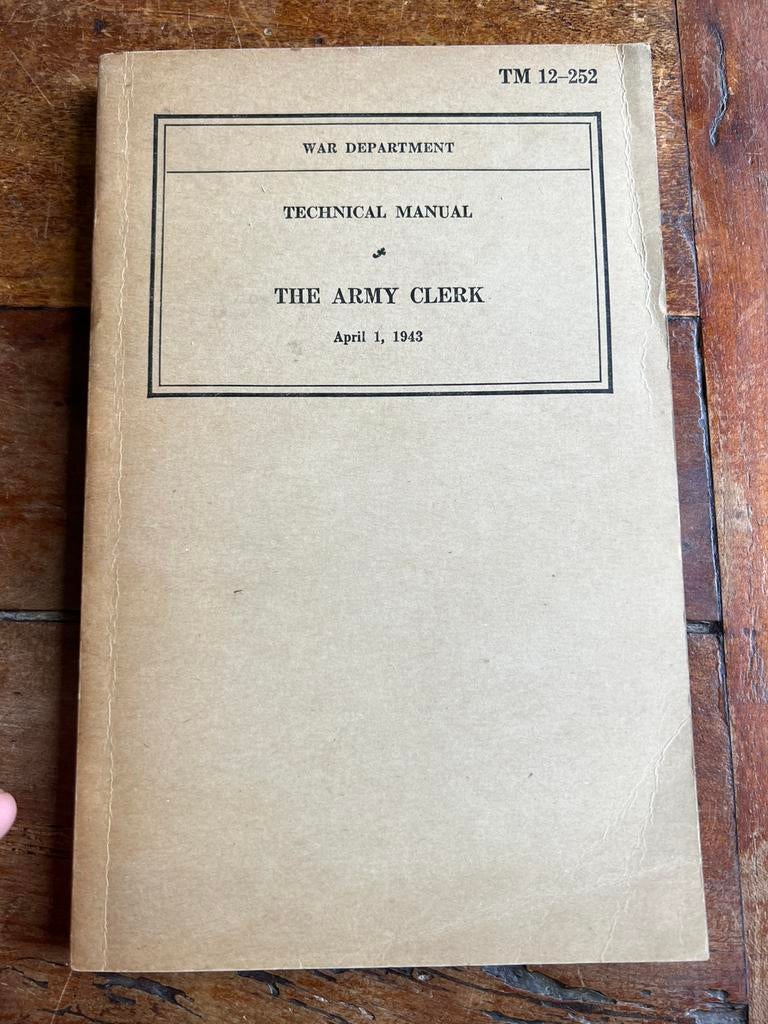 TM 12–252
WAR DEPARTMENT
TECHNICAL MANUAL
THE ARMY CLERK
April 1, 1943